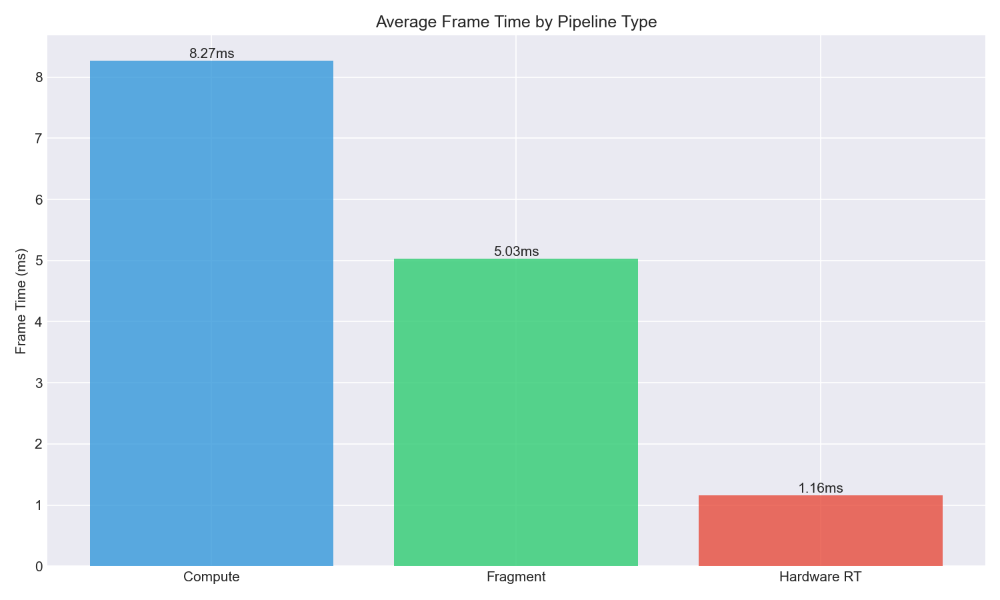 Average Frame Time by Pipeline Type
8.27ms
8
7
6
5.03ms
5
4
3
2
1.16ms
1
0
Frame Time (ms)
Compute
Fragment
Hardware RT